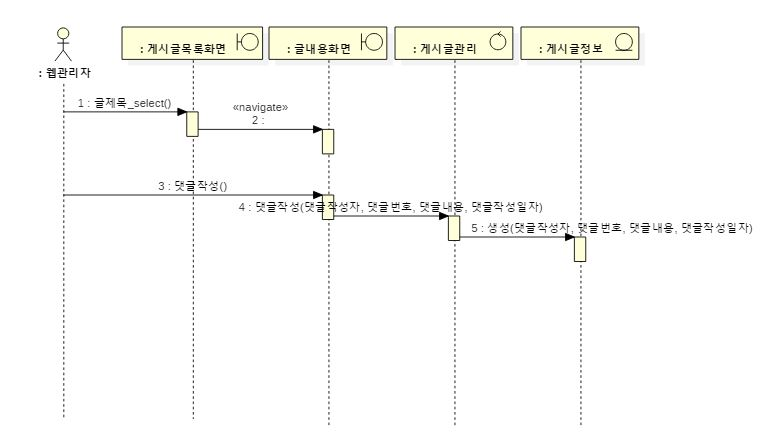 : 웹관리자
: 게시글목록화면
: 글내용화면
: 게시글관리
: 게시글정보
1 : 글제목_select()
«navigate»
2 :
3 : 댓글작성()
4 : 댓글작성(댓글작성자, 댓글번호, 댓글내용, 댓글작성일자)
5 : 생성(댓글작성자, 댓글번호, 댓글내용, 댓글작성일자)